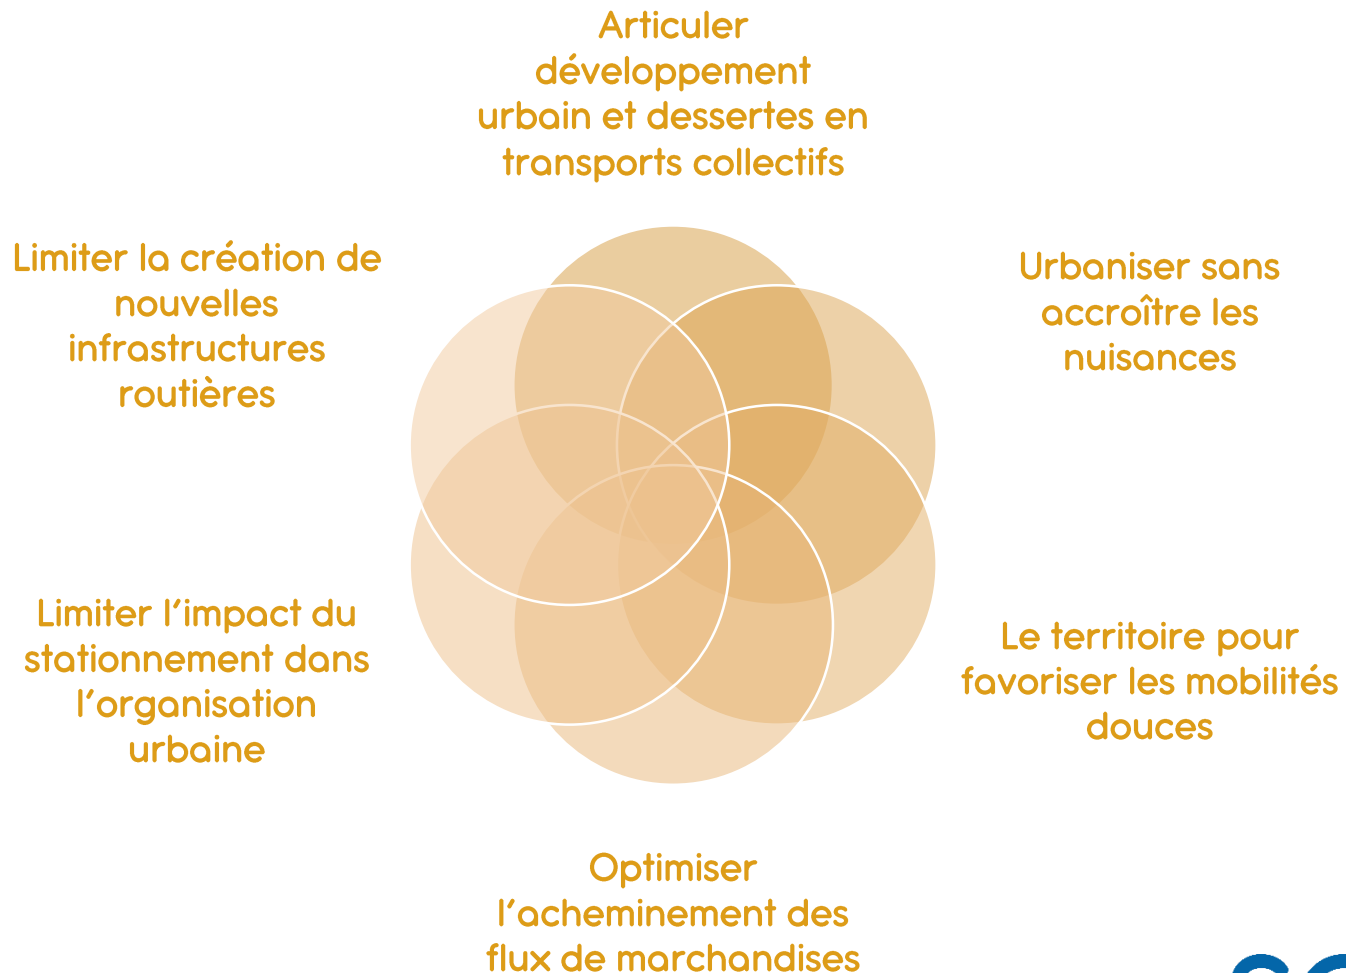 Articuler
développement
urbain et dessertes en
transports collectifs
Urbaniser sans
accroître les
nuisances
Le territoire pour
favoriser les mobilités
douces
Optimiser
l'acheminement des
flux de marchandises
Limiter l'impact du
stationnement dans
l'organisation
urbaine
Limiter la création de
nouvelles
infrastructures
routières